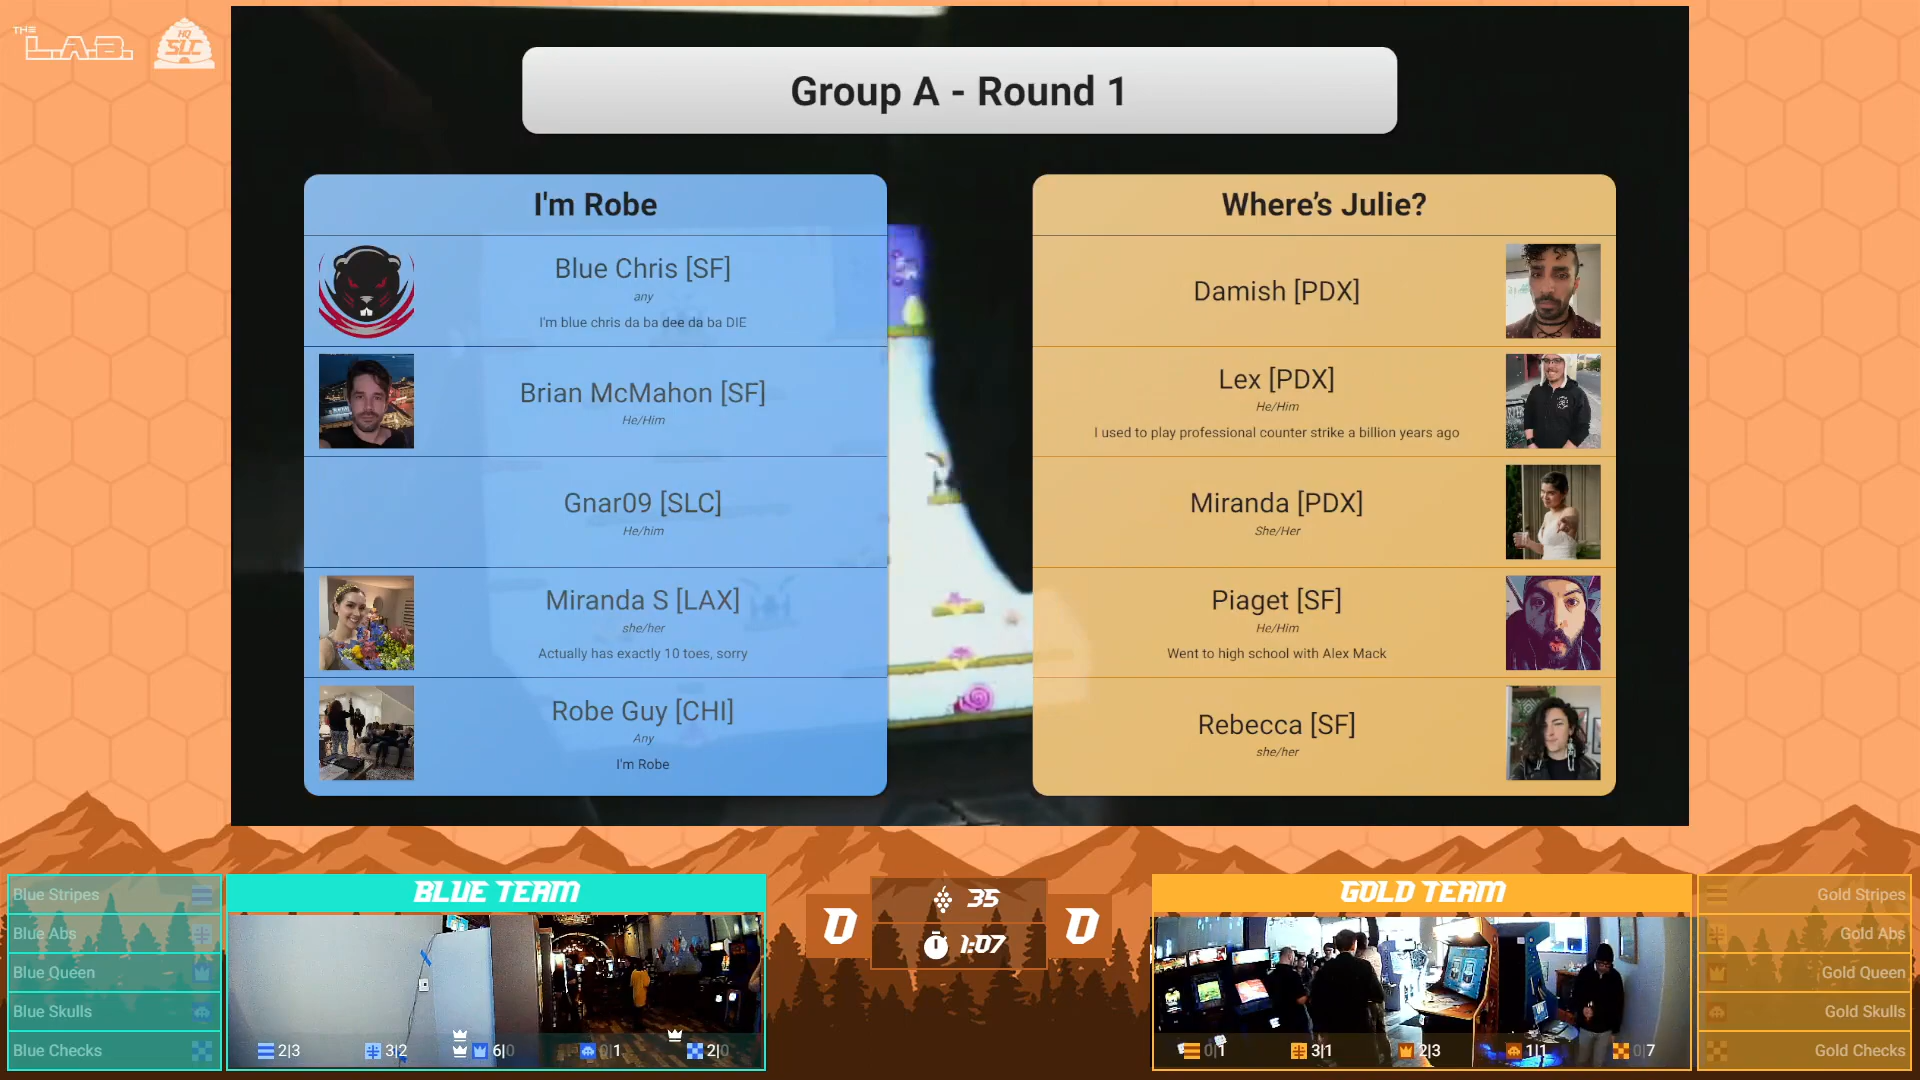 THE
L.A.B.
HQ
SLC
Group A - Round 1
I'm Robe
Blue Chris [SF]
any
I'm blue chris da ba dee da ba DIE
Brian McMahon [SF]
He/Him
Gnar09 [SLC]
He/him
Miranda S [LAX]
she/her
Actually has exactly 10 toes, sorry
Robe Guy [CHI]
Any
I'm Robe
Where’s Julie?
Damish [PDX]
Lex [PDX]
He/Him
I used to play professional counter strike a billion years ago
Miranda [PDX]
She/Her
Piaget [SF]
He/Him
Went to high school with Alex Mack
Rebecca [SF]
she/her
Blue Stripes
Blue Abs
Blue Queen
Blue Skulls
Blue Checks
BLUE TEAM
2|3
3|2
6|0
0|1
2|0
0
35
1:07
0
GOLD TEAM
0|1
3|1
2|3
1|1
0|7
Gold Stripes
Gold Abs
Gold Queen
Gold Skulls
Gold Checks